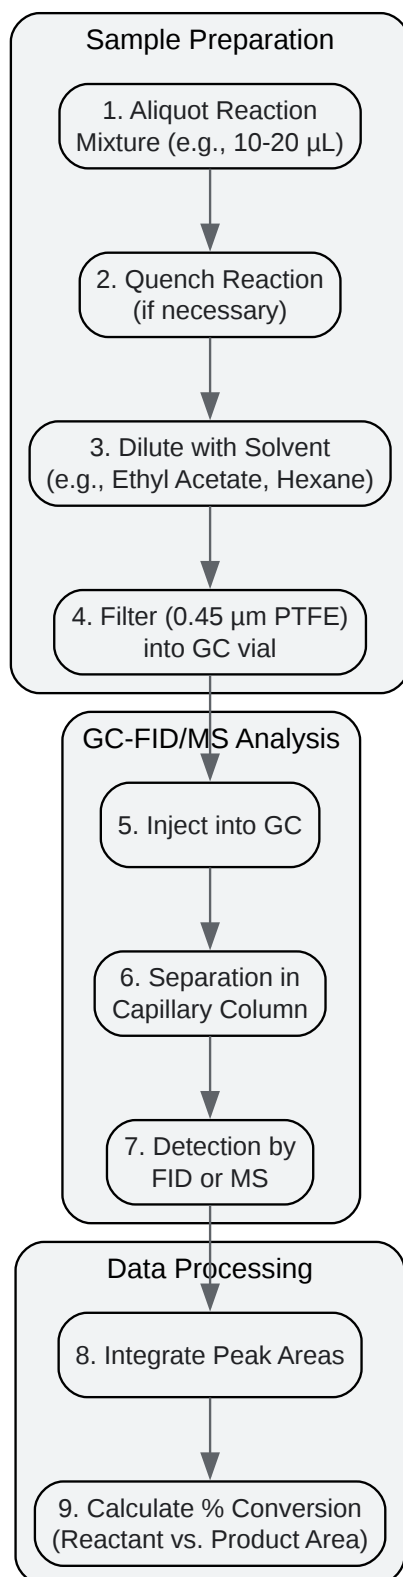 Sample Preparation
1. Aliquot Reaction
Mixture (e.g., 10-20 µL)
2. Quench Reaction
(if necessary)
3. Dilute with Solvent
(e.g., Ethyl Acetate, Hexane)
4. Filter (0.45 µm PTFE)
into GC vial
GC-FID/MS Analysis
5. Inject into GC
6. Separation in
Capillary Column
7. Detection by
FID or MS
Data Processing
8. Integrate Peak Areas
9. Calculate % Conversion
(Reactant vs. Product Area)